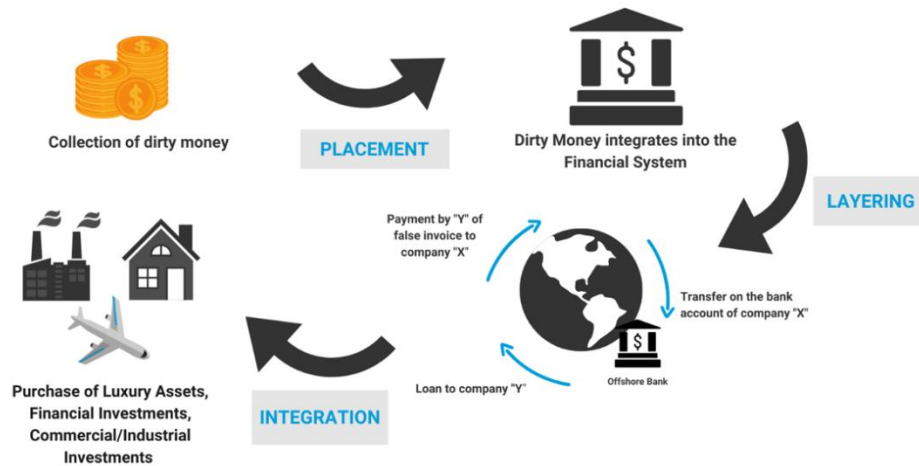 Collection of dirty money
PLACEMENT
Dirty Money integrates into the
Financial System
LAYERING
Payment by "Y" of
false invoice to
company "X"
Transfer on the bank
account of company "X"
Offshore Bank
Loan to company "Y"
INTEGRATION
Purchase of Luxury Assets,
Financial Investments,
Commercial/Industrial
Investments